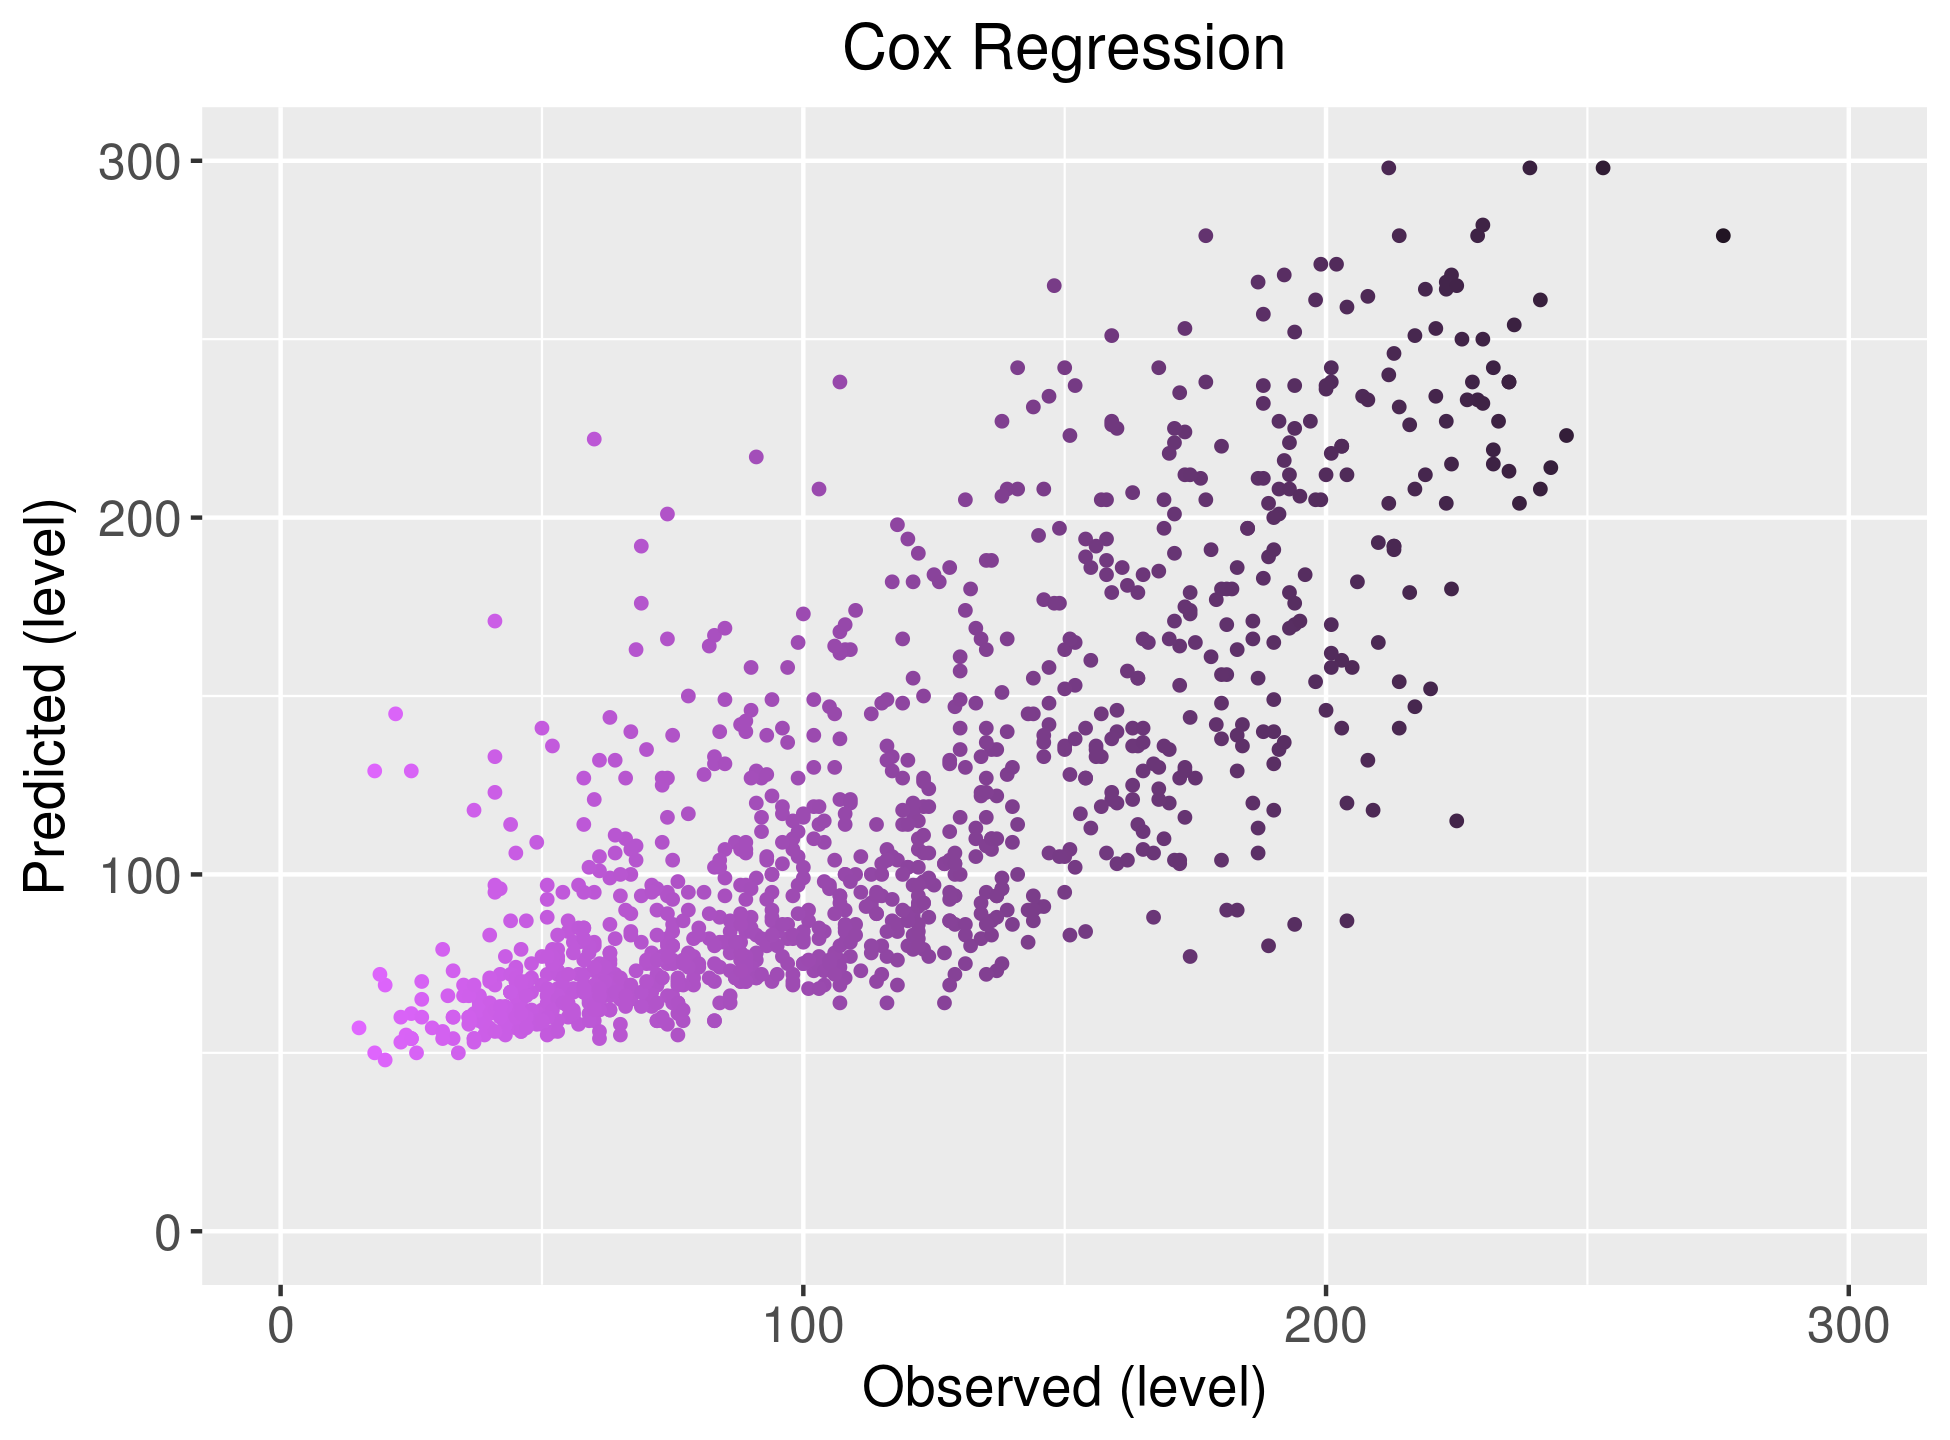 Cox Regression
300
200
100
0
Predicted (level)
0 100 200 300
Observed (level)